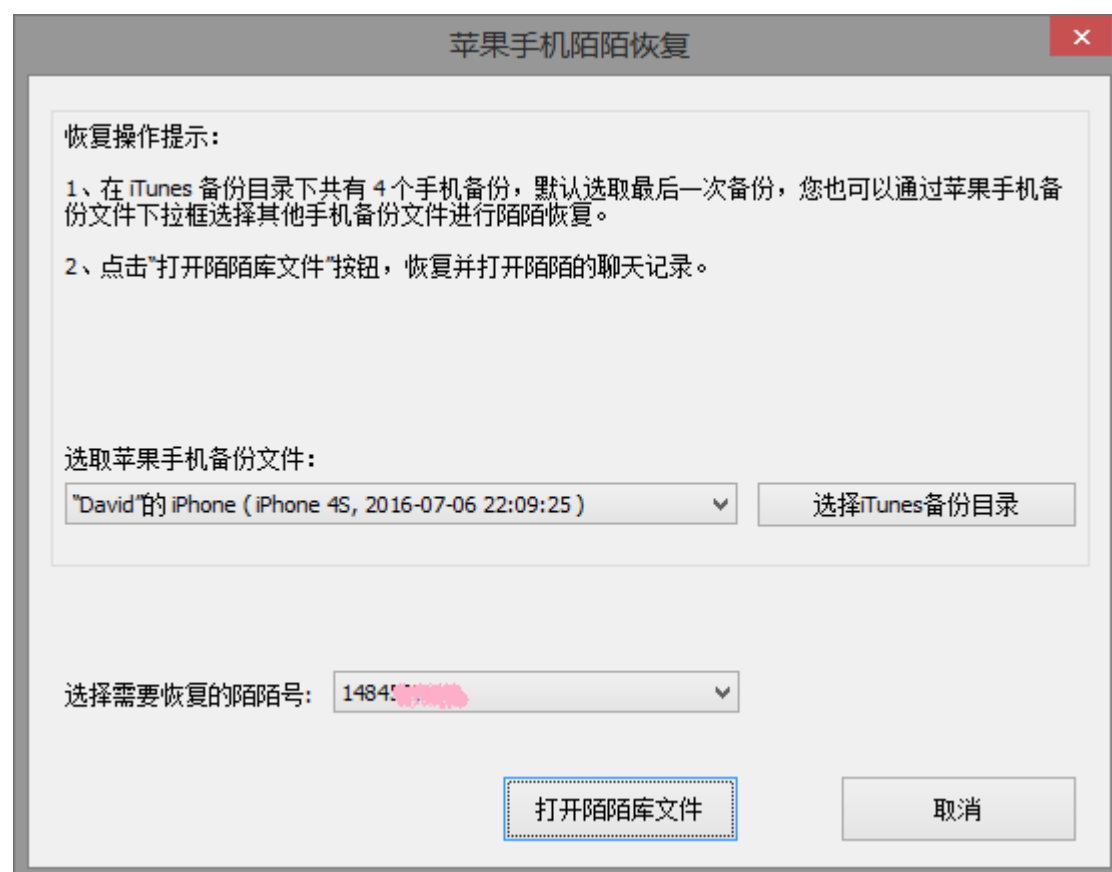 苹果手机陌陌恢复
恢复操作提示:
1、在 iTunes 备份目录下共有 4 个手机备份，默认选取最后一次备份，您也可以通过苹果手机备
份文件下拉框选择其他手机备份文件进行陌陌恢复。
2、点击"打开陌陌库文件"按钮，恢复并打开陌陌的聊天记录。
选取苹果手机备份文件:
"David"的 iPhone ( iPhone 4S, 2016-07-06 22:09:25 )
选择iTunes备份目录
选择需要恢复的陌陌号:
1484
打开陌陌库文件
取消